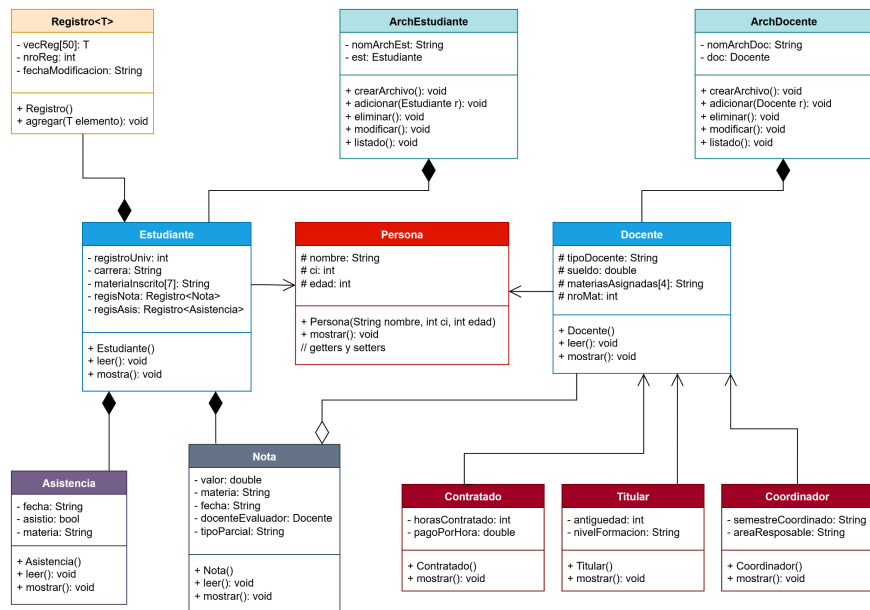 Registro<T>
- vecReg[50]: T
- nroReg: int
- fechaModificacion: String
+ Registro()
+ agregar(T elemento): void
ArchEstudiante
- nomArchEst: String
- est: Estudiante
+ crearArchivo(): void
+ adicionar(Estudiante r): void
+ eliminar(): void
+ modificar(): void
+ listado(): void
ArchDocente
- nomArchDoc: String
- doc: Docente
+ crearArchivo(): void
+ adicionar(Docente r): void
+ eliminar(): void
+ modificar(): void
+ listado(): void
Estudiante
- registroUniv: int
- carrera: String
- materiaInscrito[7]: String
- regisNota: Registro<Nota>
- regisAsis: Registro<Asistencia>
+ Estudiante()
+ leer(): void
+ mostra(): void
Persona
# nombre: String
# ci: int
# edad: int
+ Persona(String nombre, int ci, int edad)
+ mostrar(): void
// getters y setters
Docente
# tipoDocente: String
# sueldo: double
# materiasAsignadas[4]: String
# nroMat: int
+ Docente()
+ leer(): void
+ mostrar(): void
Asistencia
- fecha: String
- asistio: bool
- materia: String
+ Asistencia()
+ leer(): void
+ mostrar(): void
Nota
- valor: double
- materia: String
- fecha: String
- docenteEvaluador: Docente
- tipoParcial: String
+ Nota()
+ leer(): void
+ mostrar(): void
Contratado
- horasContratado: int
- pagoPorHora: double
+ Contratado()
+ mostrar(): void
Titular
- antiguedad: int
- nivelFormacion: String
+ Titular()
+ mostrar(): void
Coordinador
- semestreCoordinado: String
- areaResposable: String
+ Coordinador()
+ mostrar(): void